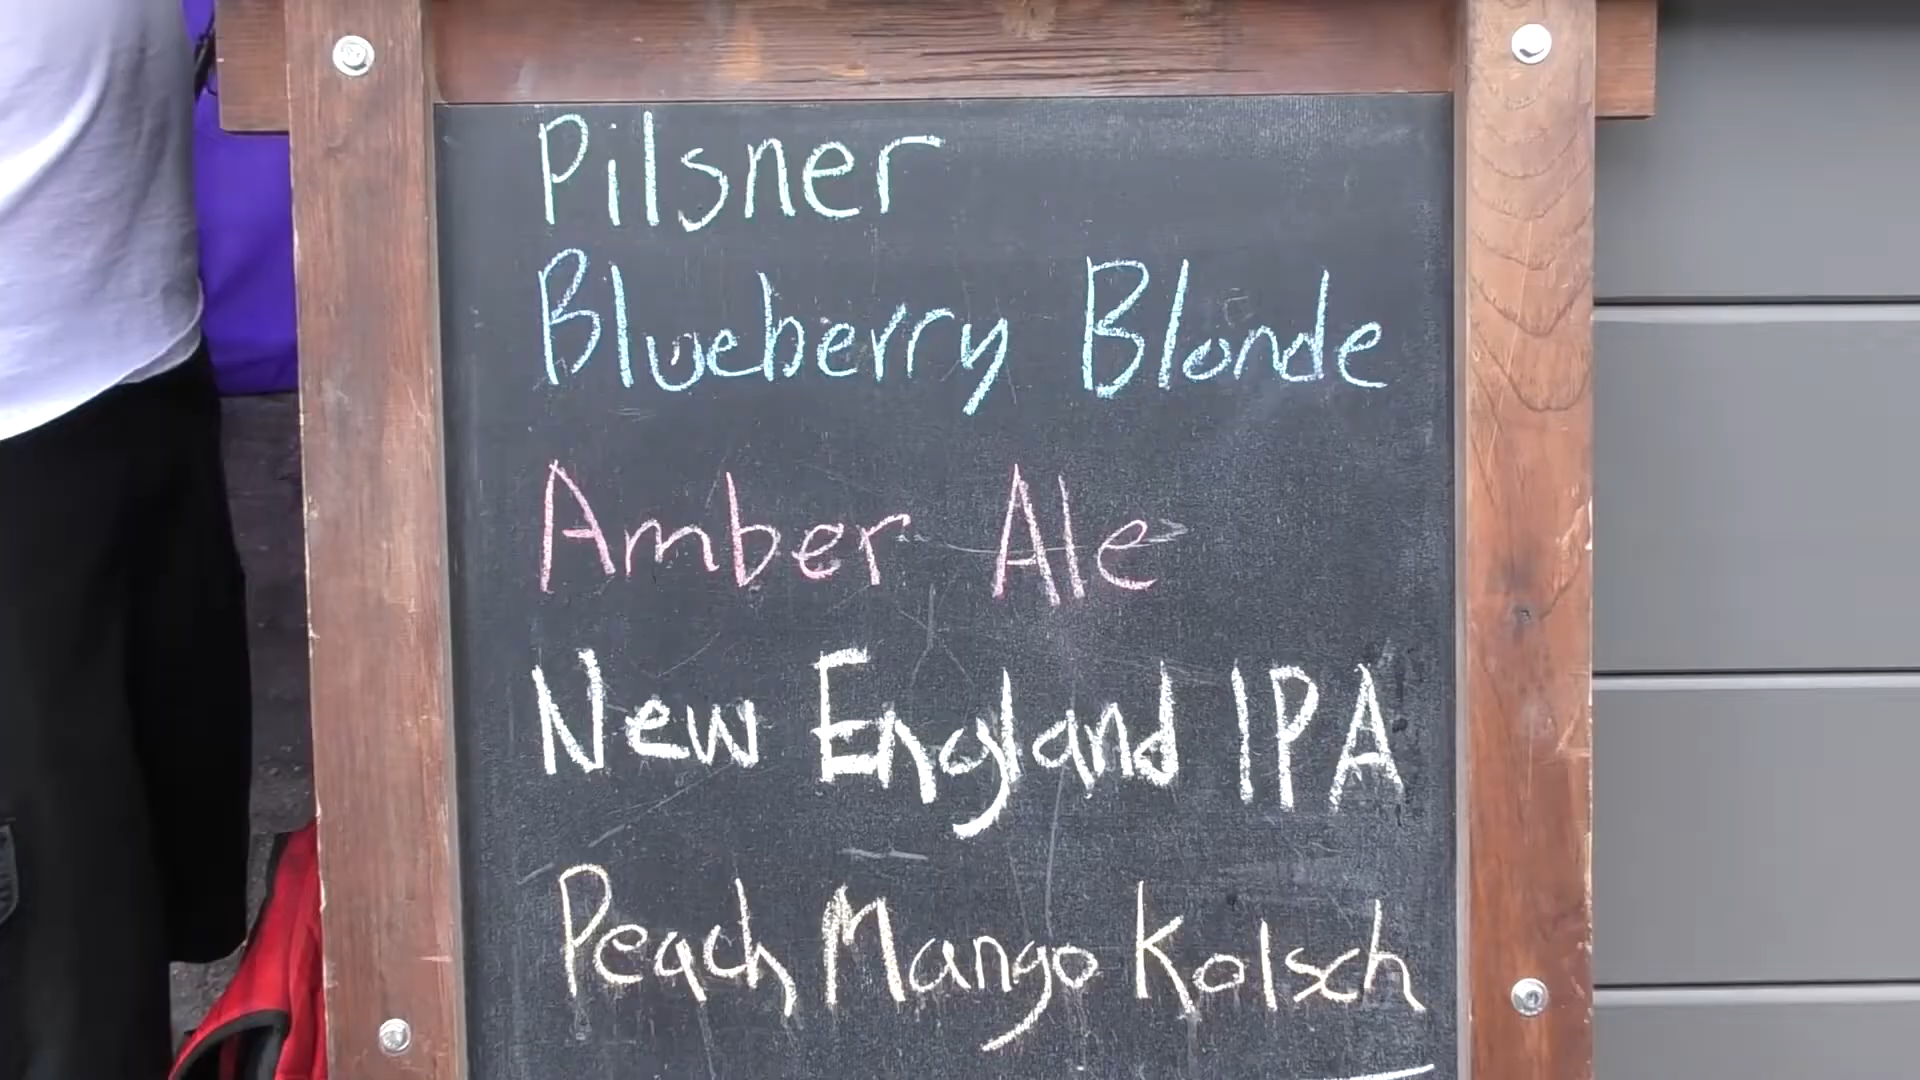 Pilsner
Blueberry Blonde
Amber Ale
New England IPA
Peach Mango Kolsch